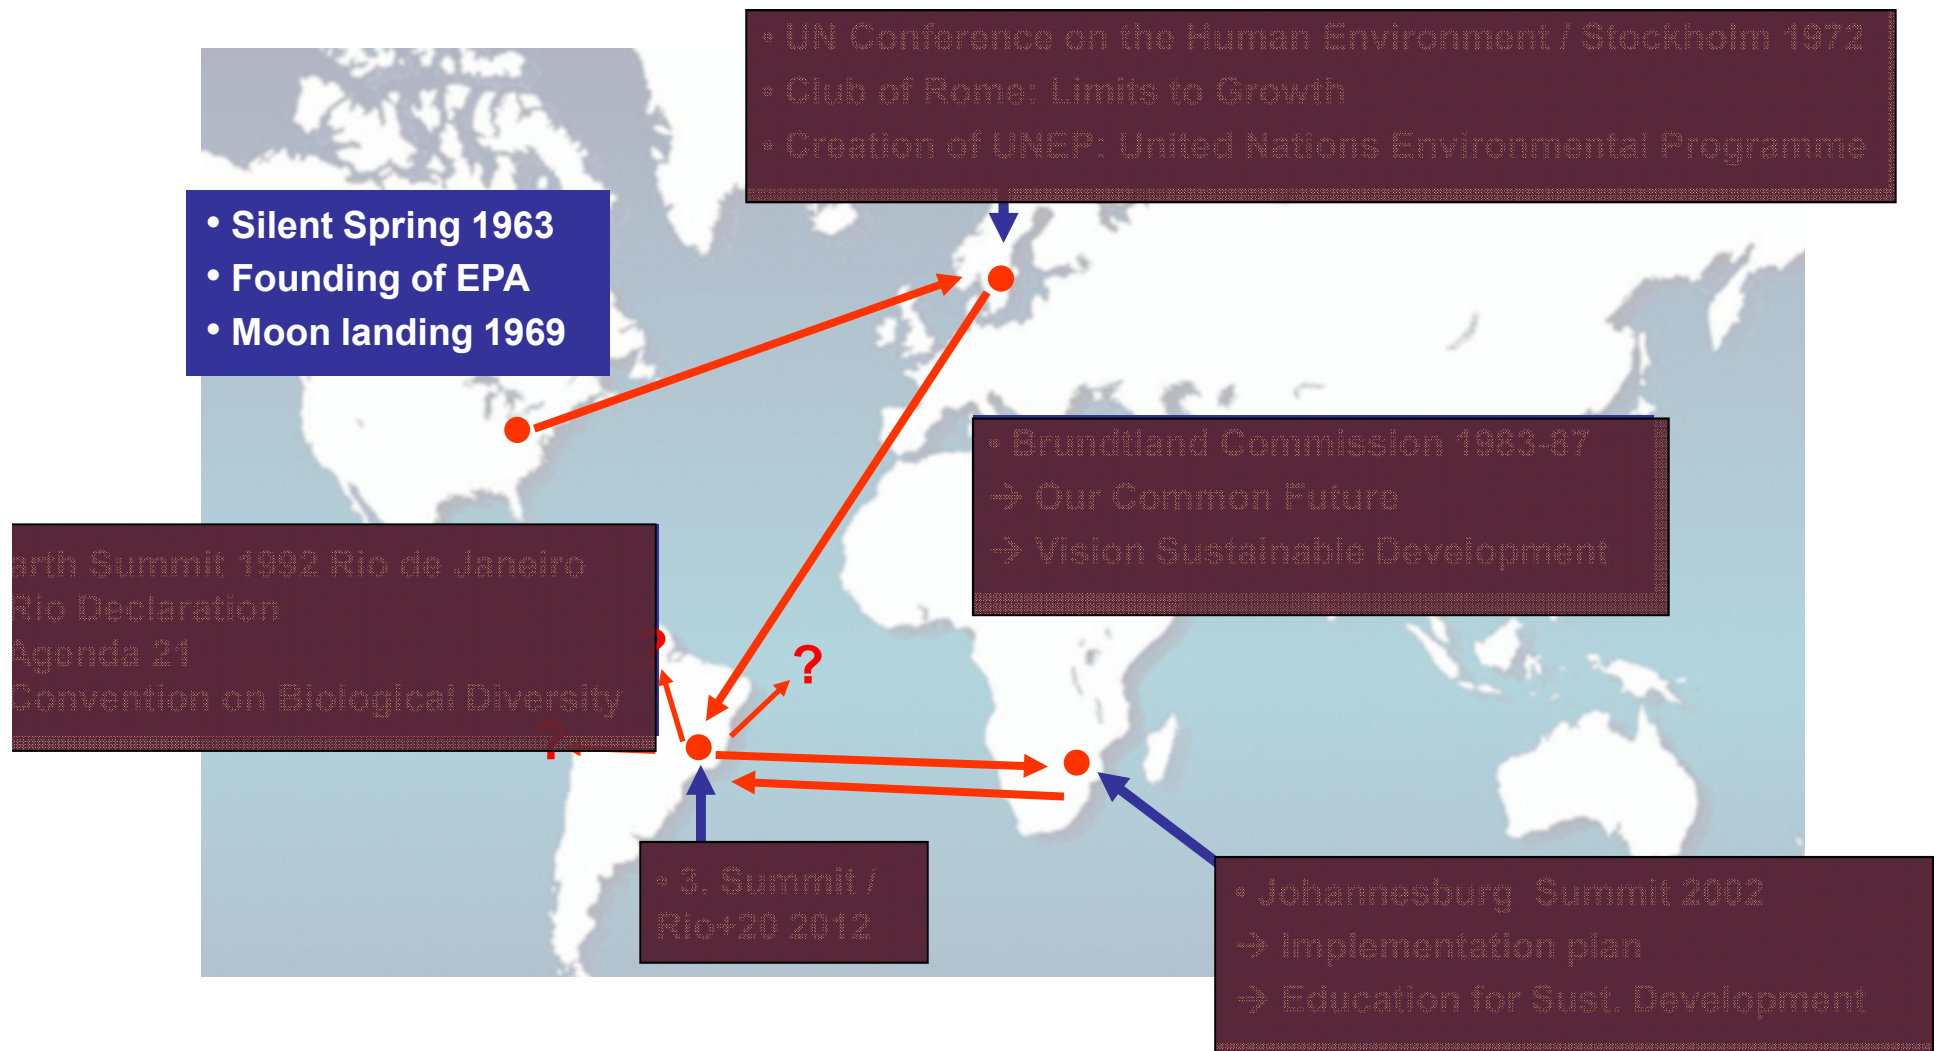 • UN Conference on the Human Environment / Stockholm 1972
• Club of Rome: Limits to Growth
• Creation of UNEP: United Nations Environmental Programme
• Silent Spring 1963
• Founding of EPA
• Moon landing 1969
• Brundtland Commission 1983-87
→ Our Common Future
→ Vision Sustainable Development
arth Summit 1992 Rio de Janeiro
Rio Declaration
Agenda 21
Convention on Biological Diversity
?
?
?
• 3. Summit /
Rio+20 2012
• Johannesburg Summit 2002
→ Implementation plan
→ Education for Sust. Development